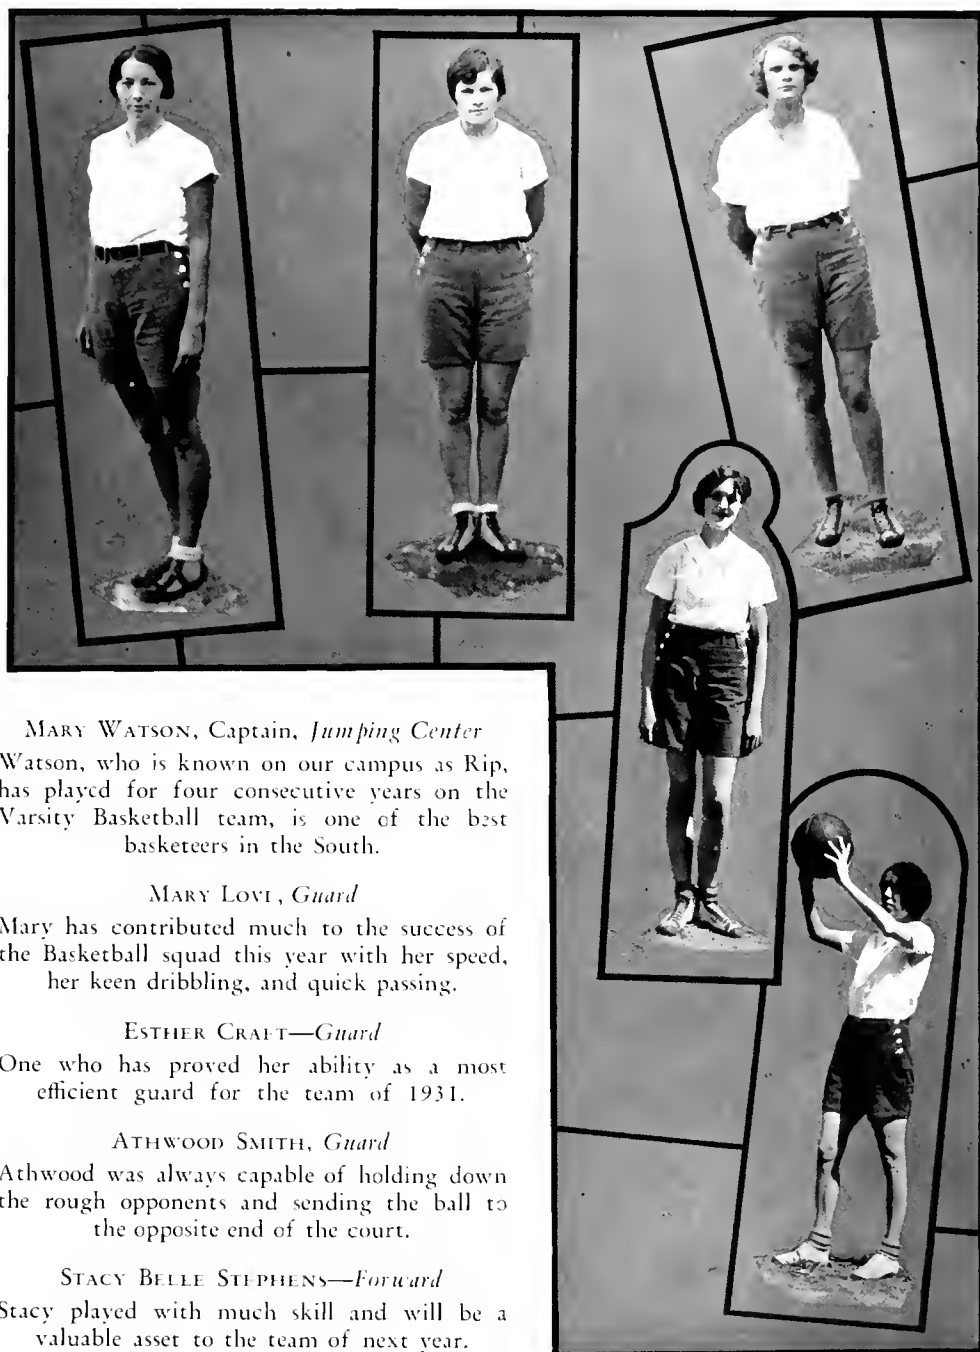 MARY WATSON, Captain, Jumping Center
Watson, who is known on our campus as Rip,
has played for four consecutive years on the
Varsity Basketball team, is one of the best
basketeers in the South.
MARY LOVE, Guard
Mary has contributed much to the success of
the Basketball squad this year with her speed,
her keen dribbling, and quick passing.
ESTHER CRAFT—Guard
One who has proved her ability as a most
efficient guard for the team of 1931.
ATHWOOD SMITH, Guard
Athwood was always capable of holding down
the rough opponents and sending the ball to
the opposite end of the court.
STACY BELLE STEPHENS—Forward
Stacy played with much skill and will be a
valuable asset to the team of next year.